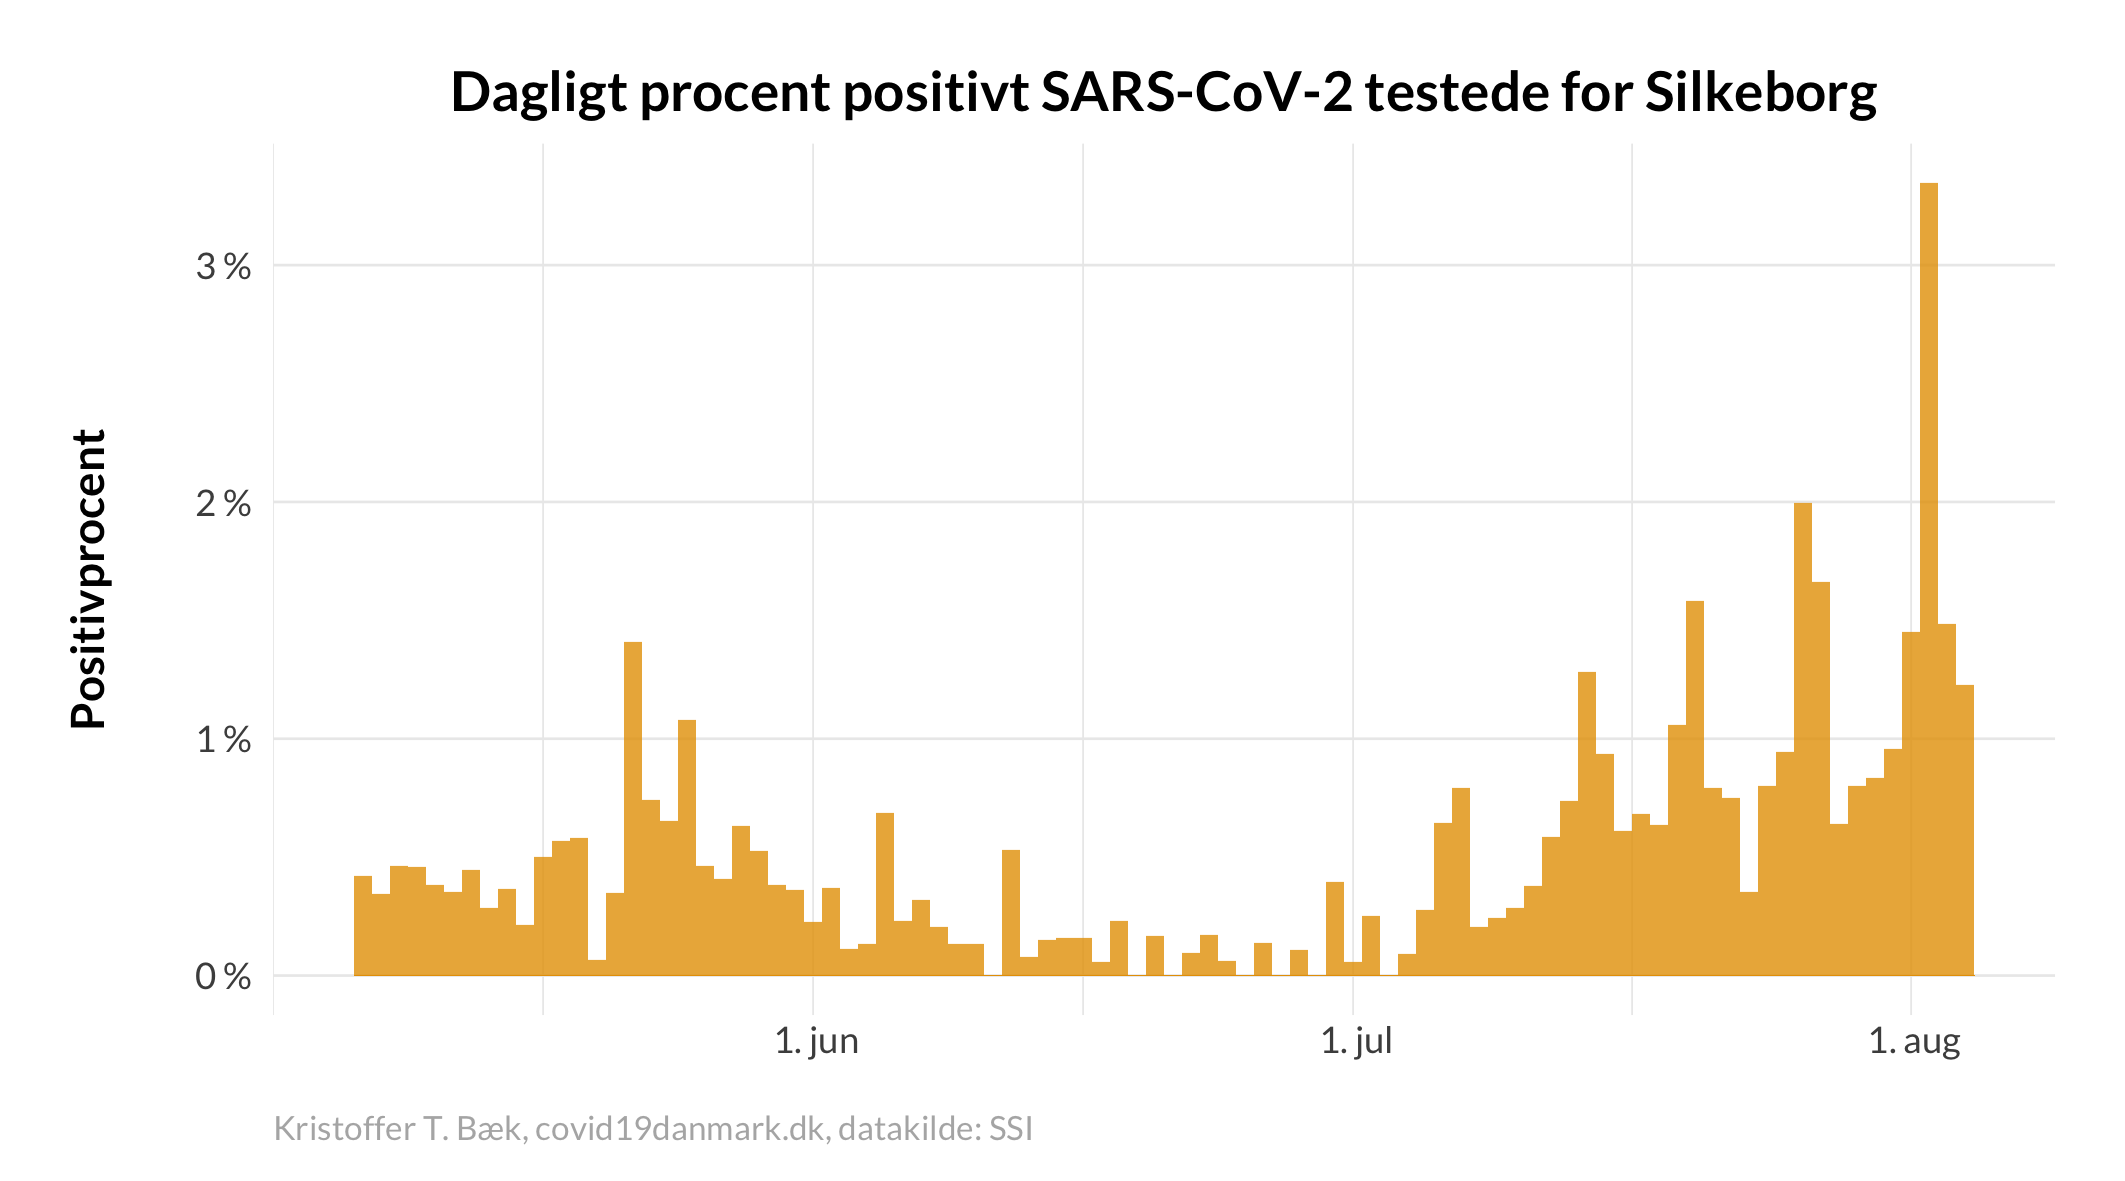 Dagligt procent positivt SARS-CoV-2 testede for Silkeborg
Positivprocent
3 %
2 %
1 %
0 %
1. jun
1. jul
1. aug
Kristoffer T. Bæk, covid19danmark.dk, datakilde: SSI